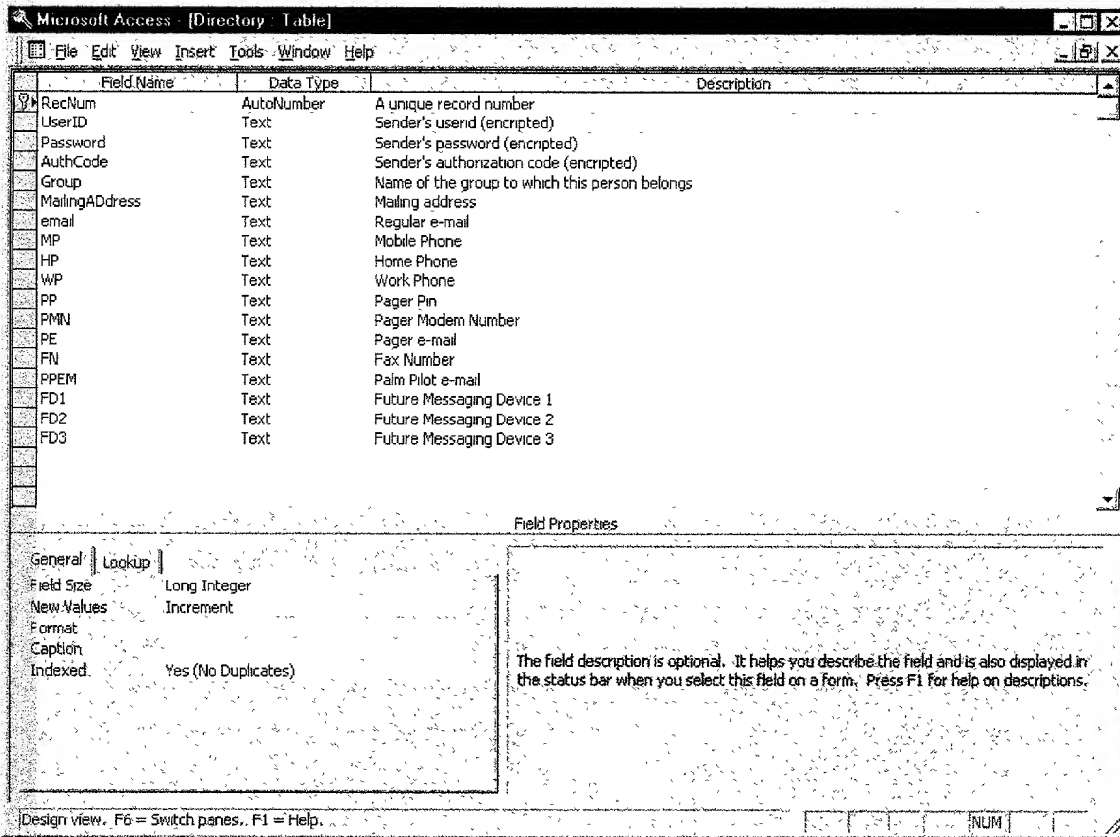 Microsoft Access - [Directory : Table]
File Edit View Insert Tools Window Help
Field Name Data Type Description
RecNum AutoNumber A unique record number
UserID Text Sender's userid (encripted)
Password Text Sender's password (encripted)
AuthCode Text Sender's authorization code (encripted)
Group Text Name of the group to which this person belongs
MailingADdress Text Mailing address
email Text Regular e-mail
MP Text Mobile Phone
HP Text Home Phone
WP Text Work Phone
PP Text Pager Pin
PMN Text Pager Modem Number
PE Text Pager e-mail
FN Text Fax Number
PPEM Text Palm Pilot e-mail
FD1 Text Future Messaging Device 1
FD2 Text Future Messaging Device 2
FD3 Text Future Messaging Device 3
Field Properties
General Lookup
Field Size Long Integer
New Values Increment
Format
Caption
Indexed Yes (No Duplicates)
The field description is optional. It helps you describe the field and is also displayed in
the status bar when you select this field on a form. Press F1 for help on descriptions.
Design view. F6 = Switch panes. F1 = Help. NUM